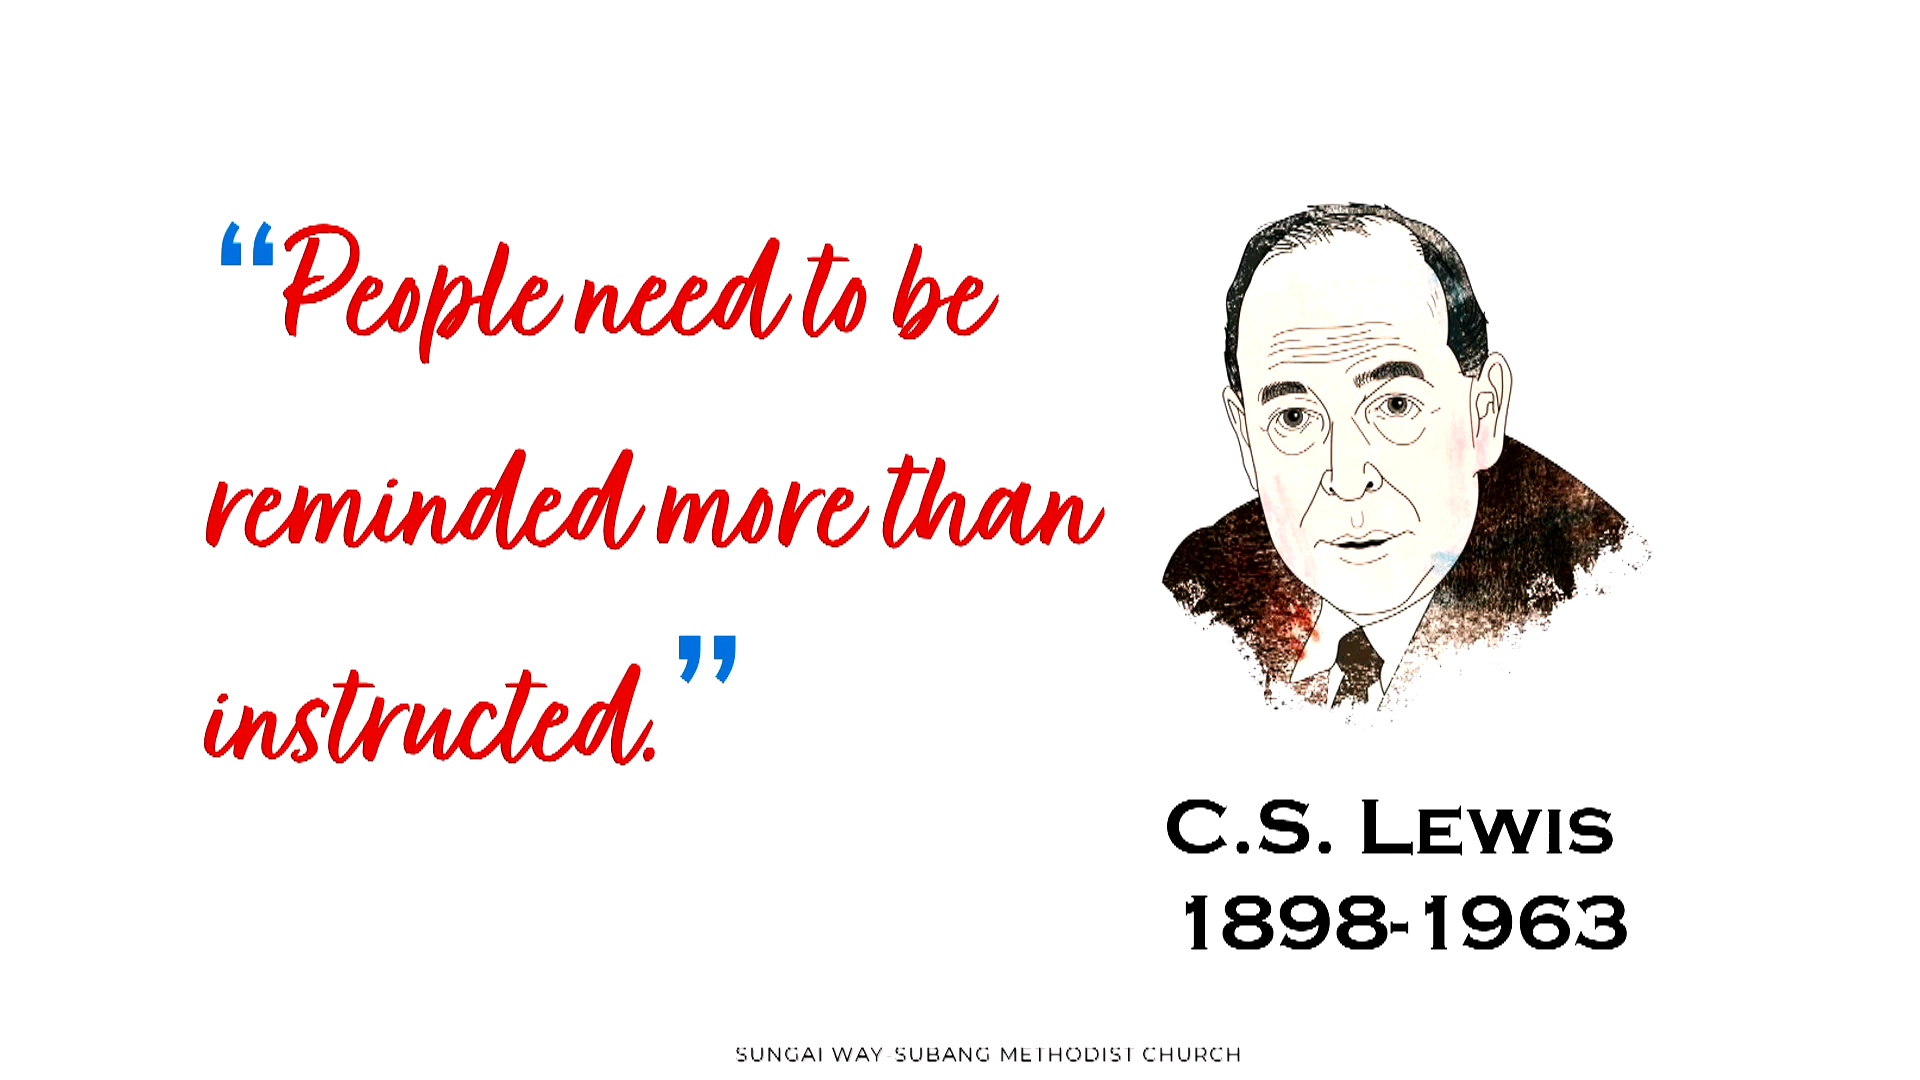 “People need to be
reminded more than
instructed.”
C.S. Lewis
1898-1963
SUNGAI WAY-SUBANG METHODIST CHURCH